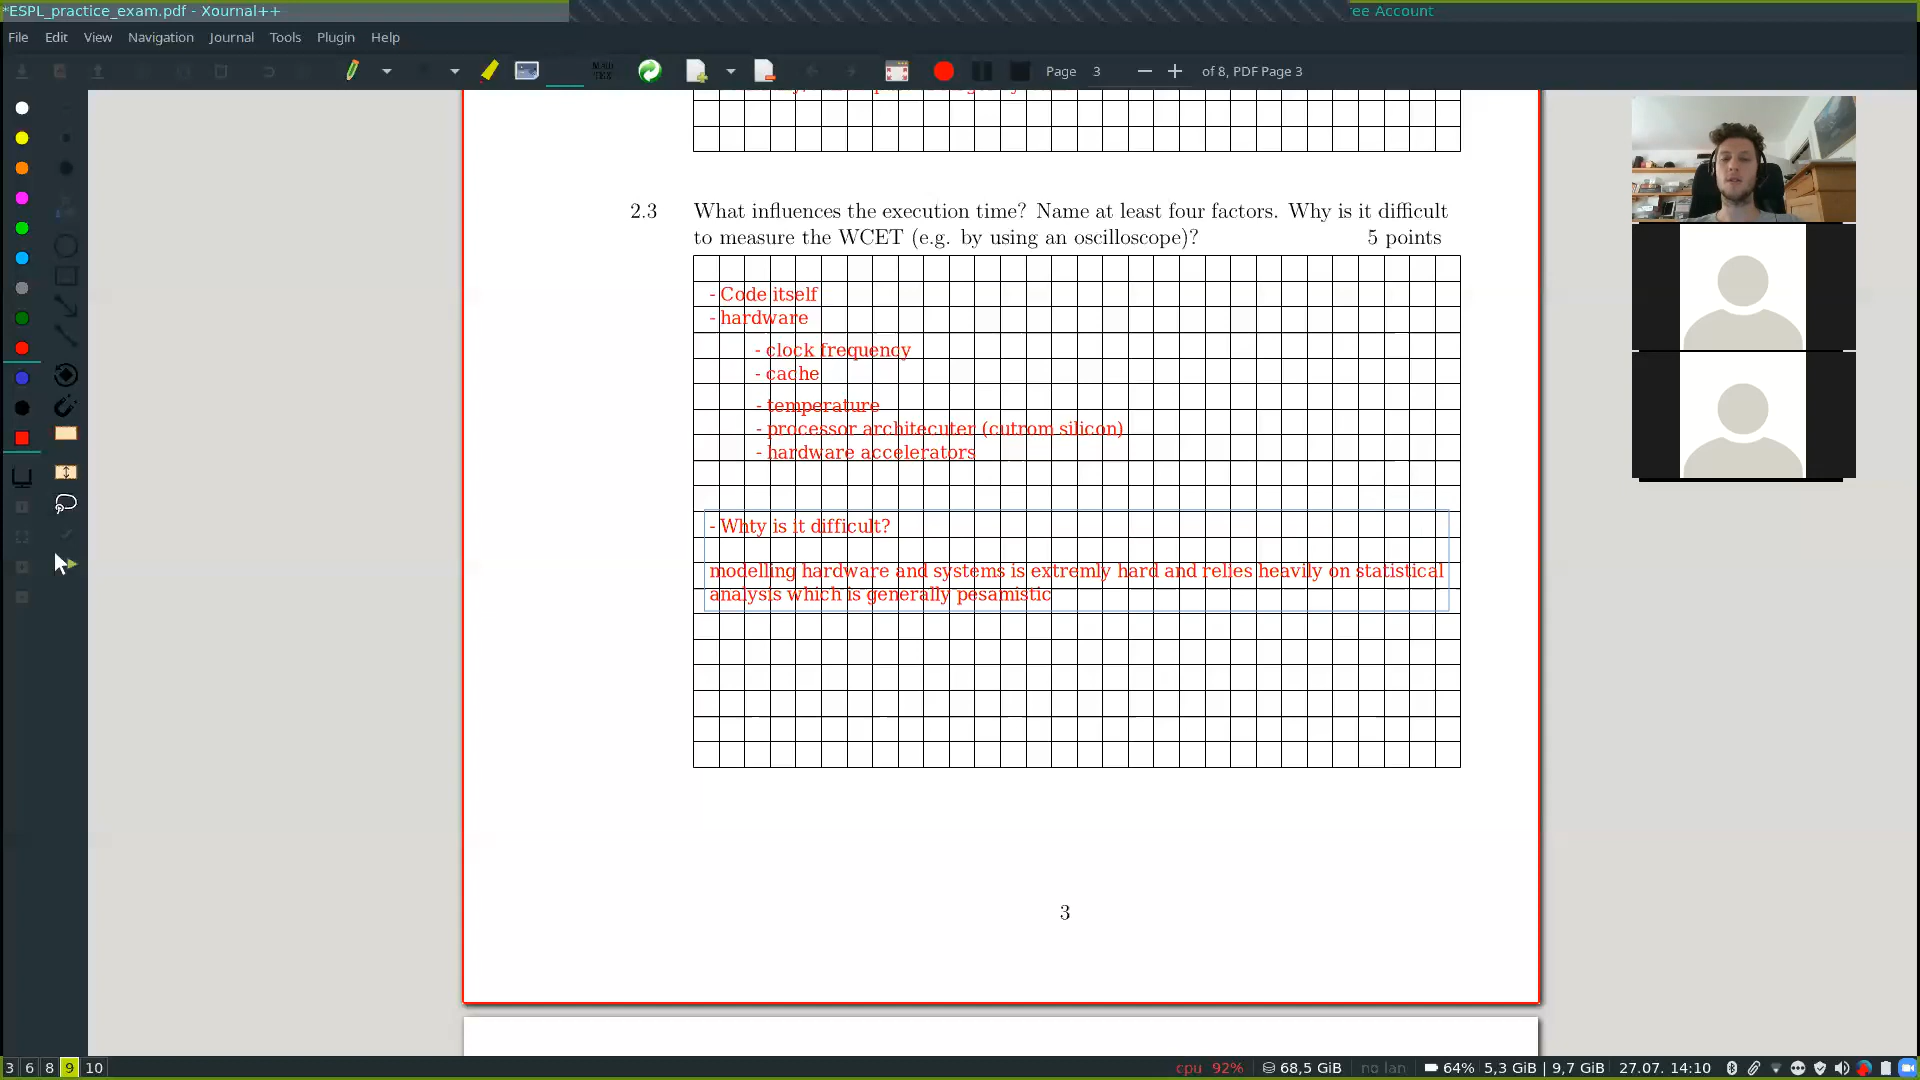 *ESPL_practice_exam.pdf - Xournal++
ree Account
File Edit View Navigation Journal Tools Plugin Help
Page 3 of 8, PDF Page 3
2.3 What influences the execution time? Name at least four factors. Why is it difficult
to measure the WCET (e.g. by using an oscilloscope)? 5 points
- Code itself
- hardware
- clock frequency
- cache
- temperature
- processor architecuter (cutrom silicon)
- hardware accelerators
- Whty is it difficult?
modelling hardware and systems is extremly hard and relies heavily on statistical
analysis which is generally pesamistic
3
3 6 8 9 10
cpu 92% 68,5 GiB no lan 64% 5,3 GiB | 9,7 GiB 27.07. 14:10